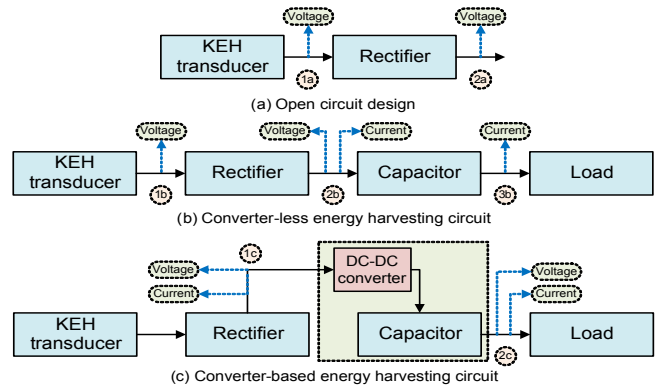 Voltage
Voltage
KEH
transducer
Rectifier
1a
2a
(a) Open circuit design
Voltage
Voltage
Current
Current
KEH
transducer
Rectifier
Capacitor
Load
1b
2b
3b
(b) Converter-less energy harvesting circuit
1c
Voltage
Current
DC-DC
converter
Voltage
Current
KEH
transducer
Rectifier
Capacitor
Load
2c
(c) Converter-based energy harvesting circuit